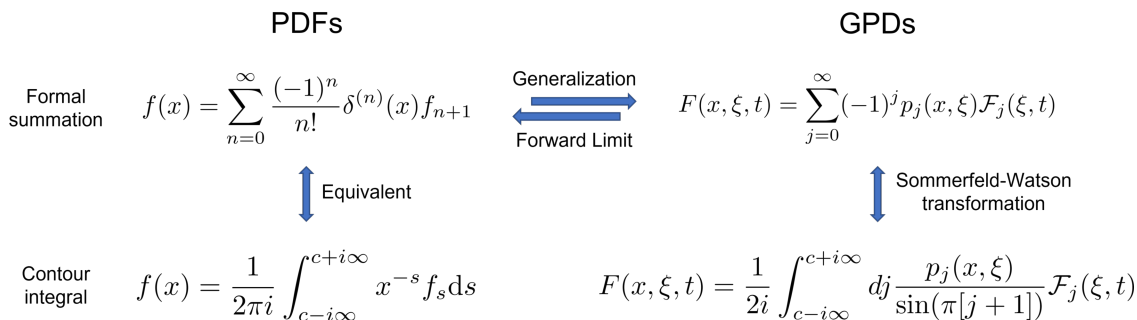 PDFs GPDs
Formal summation f(x) = \sum_{n=0}^{\infty} \frac{(-1)^n}{n!} \delta^{(n)}(x) f_{n+1} Generalization F(x, \xi, t) = \sum_{j=0}^{\infty} (-1)^j p_j(x, \xi) \mathcal{F}_j(\xi, t)
Forward Limit
Equivalent Sommerfeld-Watson
transformation
Contour integral f(x) = \frac{1}{2\pi i} \int_{c-i\infty}^{c+i\infty} x^{-s} f_s \mathrm{d}s F(x, \xi, t) = \frac{1}{2i} \int_{c-i\infty}^{c+i\infty} dj \frac{p_j(x, \xi)}{\sin(\pi[j+1])} \mathcal{F}_j(\xi, t)